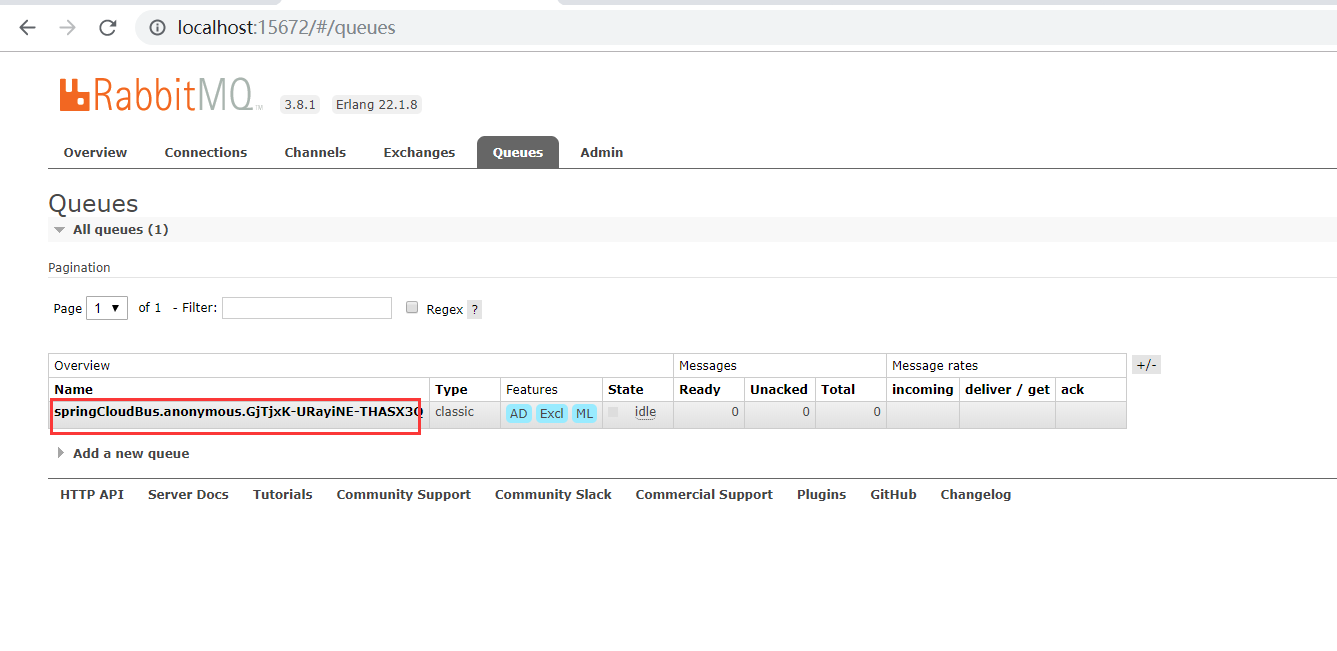 localhost:15672/#/queues
RabbitMQ TM 3.8.1 Erlang 22.1.8
Overview Connections Channels Exchanges Queues Admin
Queues
All queues (1)
Pagination
Page 1 of 1 - Filter: Regex ?
Overview Messages Message rates +/-
Name Type Features State Ready Unacked Total incoming deliver / get ack
springCloudBus.anonymous.GjTjxK-URayiNE-THASX3Q classic AD Excl ML idle 0 0 0
Add a new queue
HTTP API Server Docs Tutorials Community Support Community Slack Commercial Support Plugins GitHub Changelog